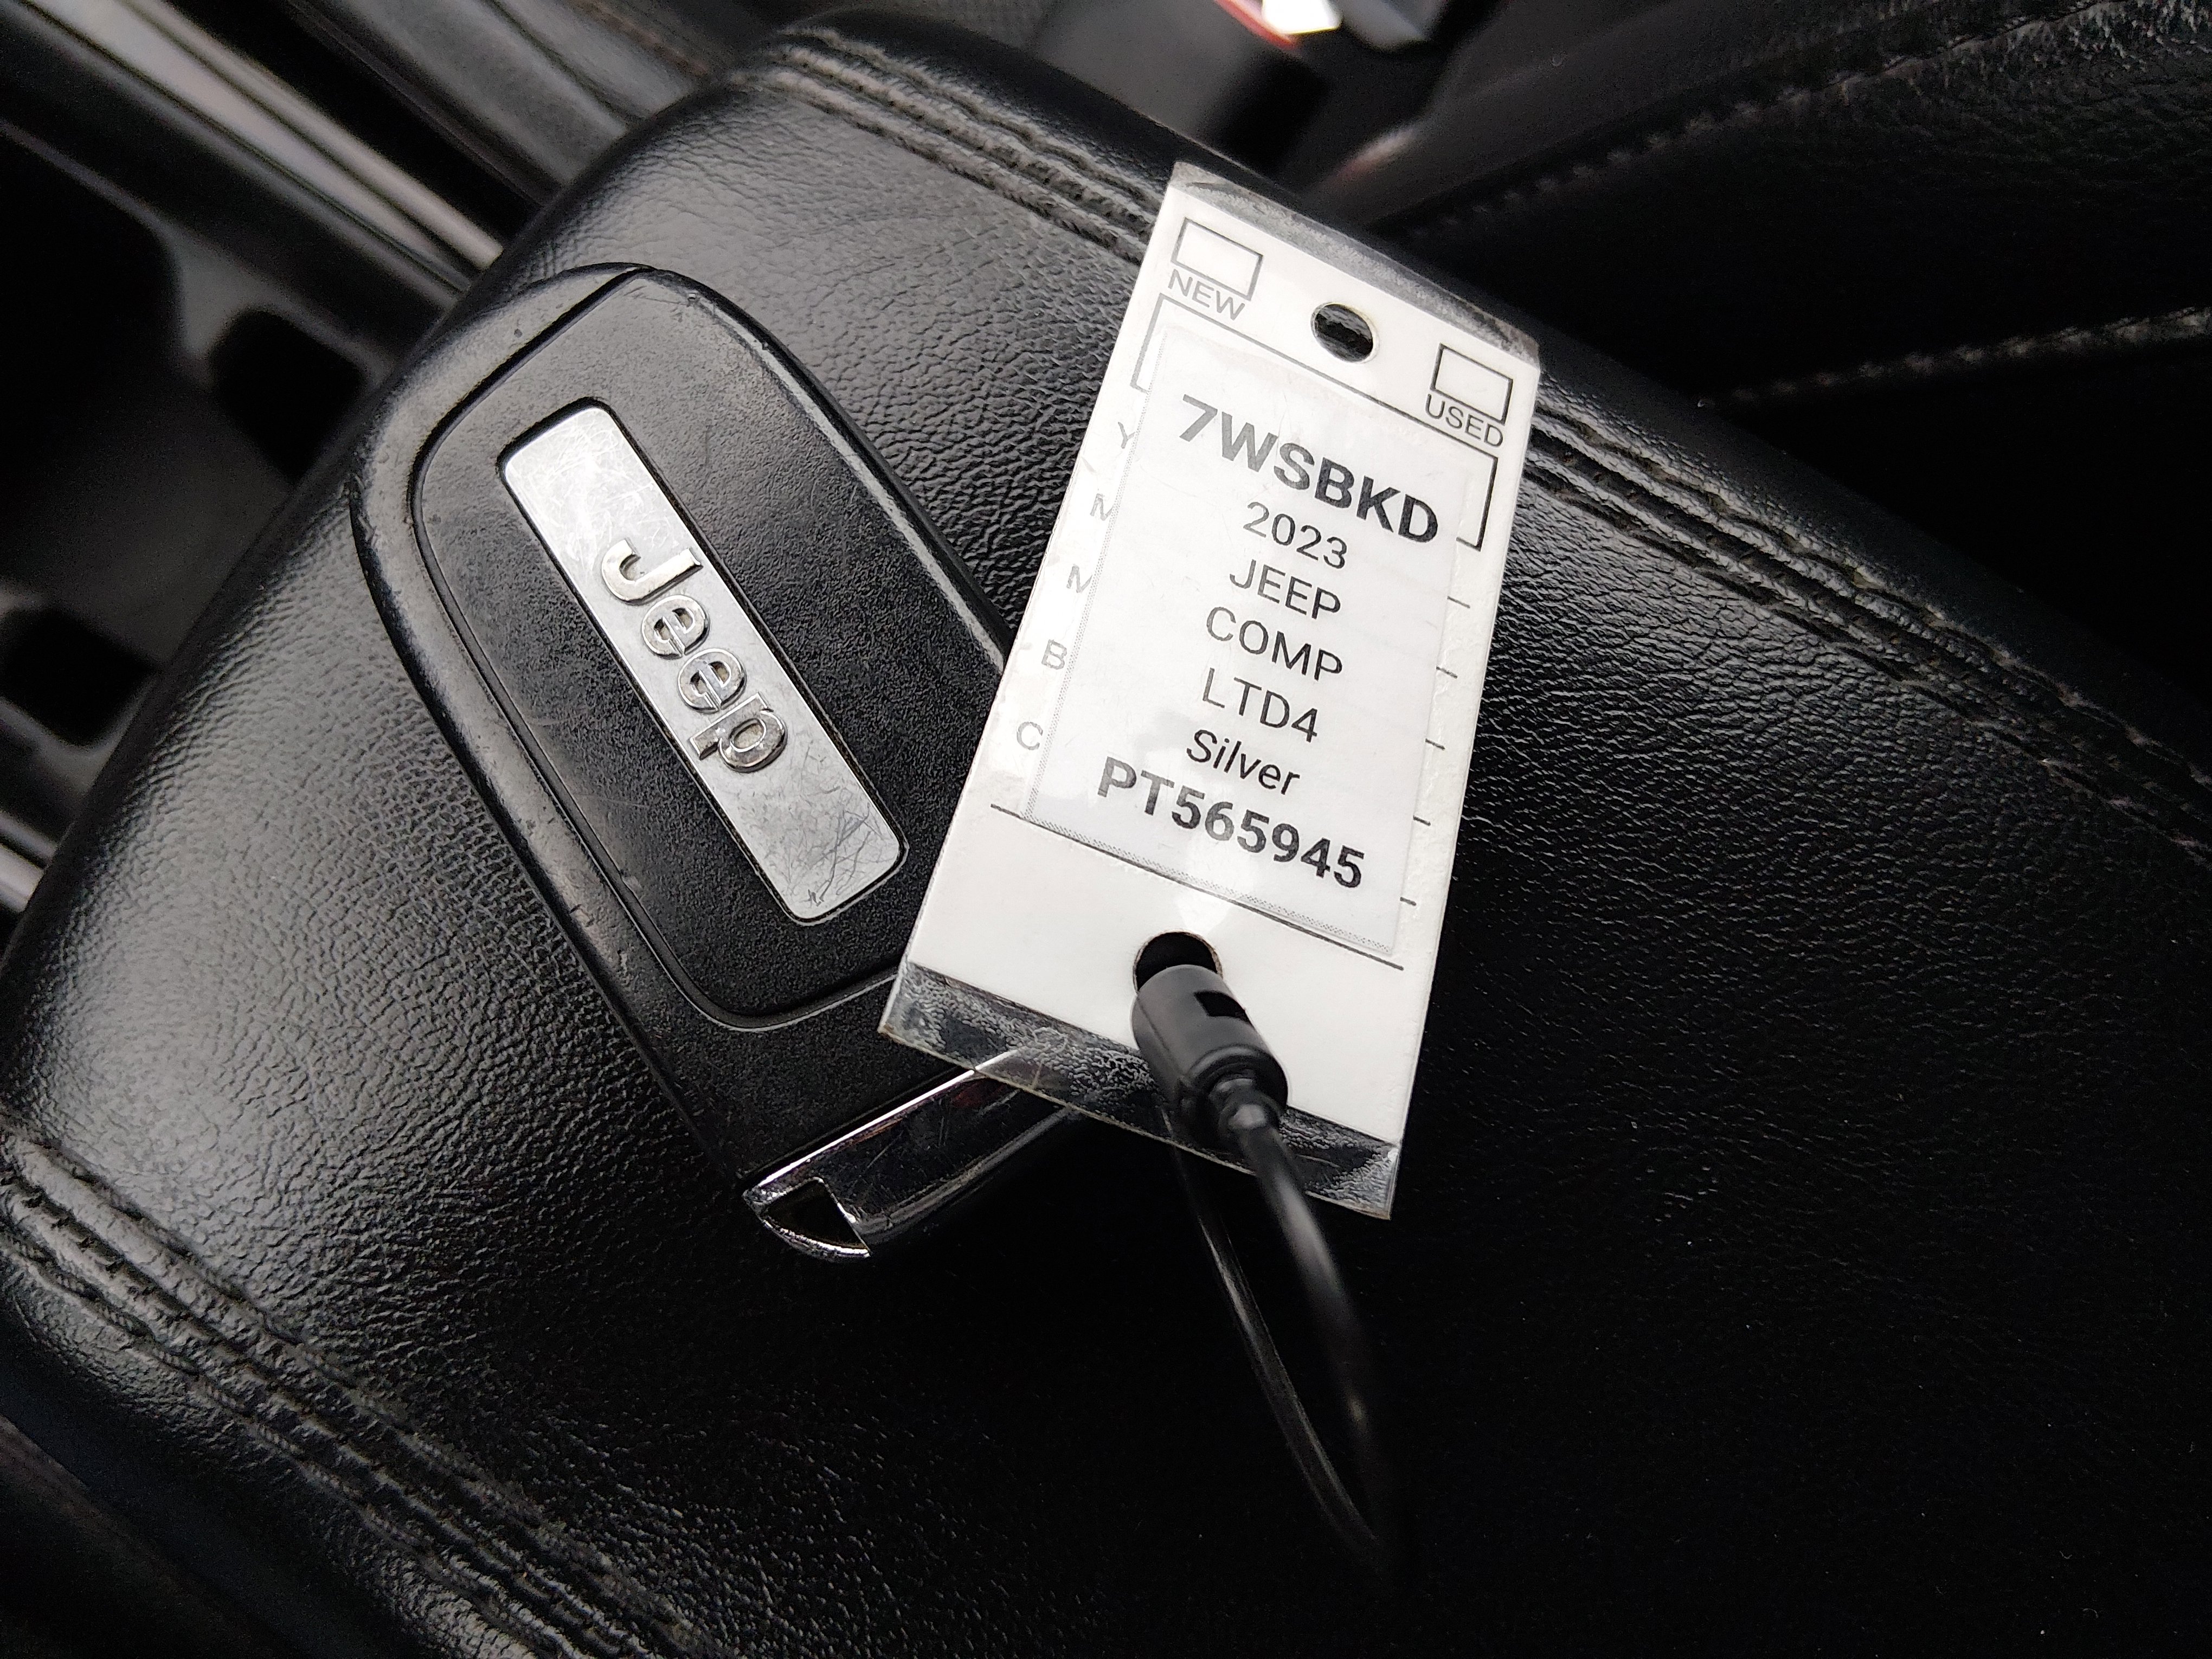 Jeep
NEW
USED
7WSBKD
2023
JEEP
COMP
LTD4
Silver
PT565945
Y
M
M
B
C